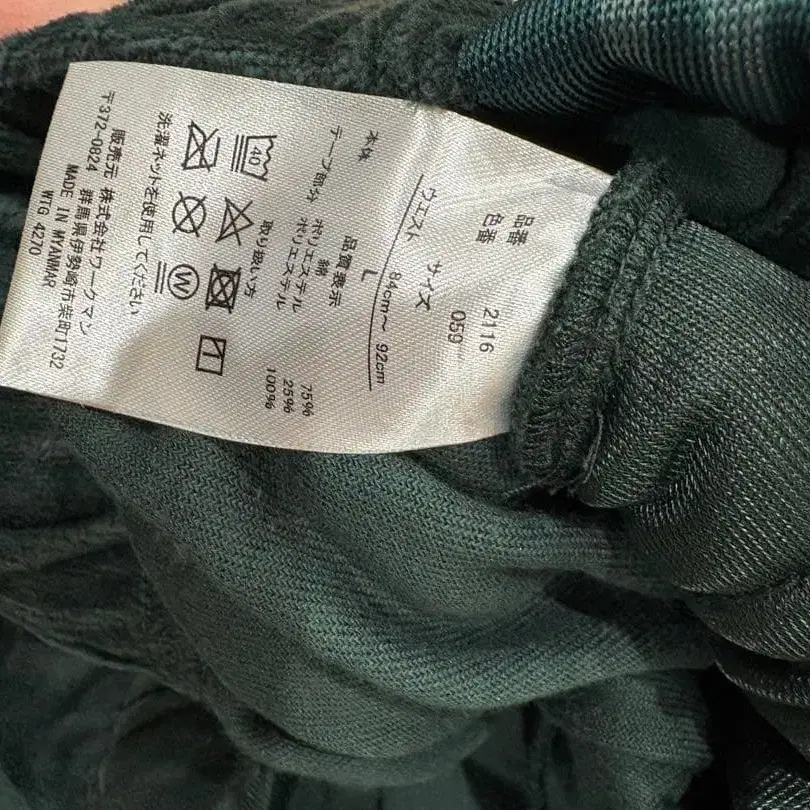 品番 2116
色番 059
サイズ
ウエスト 84cm～92cm
L
品質表示
本体 綿 75%
ポリエステル 25%
テープ部分 ポリエステル 100%
取り扱い方
40
W
洗濯ネットを使用してください
販売元 株式会社ワークマン
〒372-0824 群馬県伊勢崎市柴町1732
MADE IN MYANMAR
WTG 4270